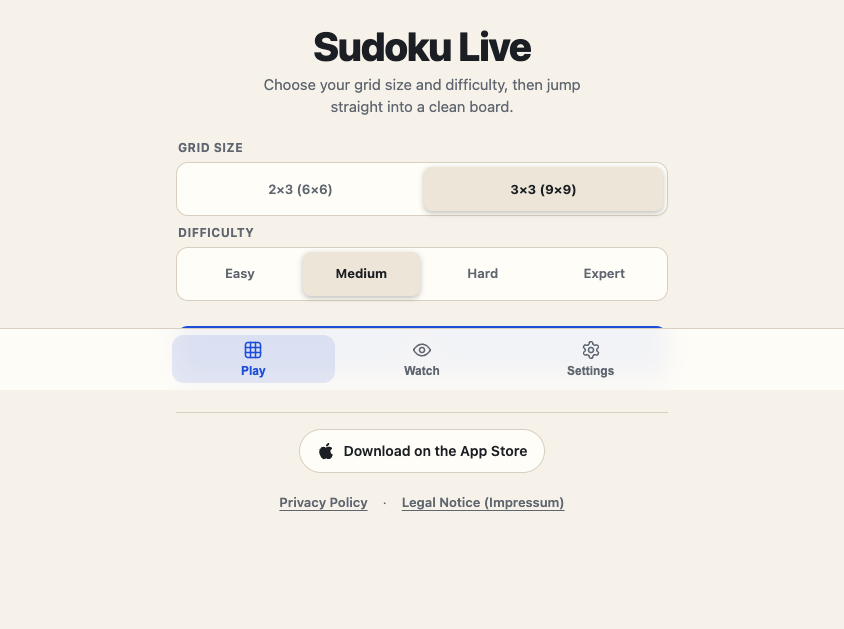 Sudoku Live
Choose your grid size and difficulty, then jump
straight into a clean board.
GRID SIZE
2×3 (6×6)
3×3 (9×9)
DIFFICULTY
Easy
Medium
Hard
Expert
Play
Watch
Settings
Download on the App Store
Privacy Policy · Legal Notice (Impressum)